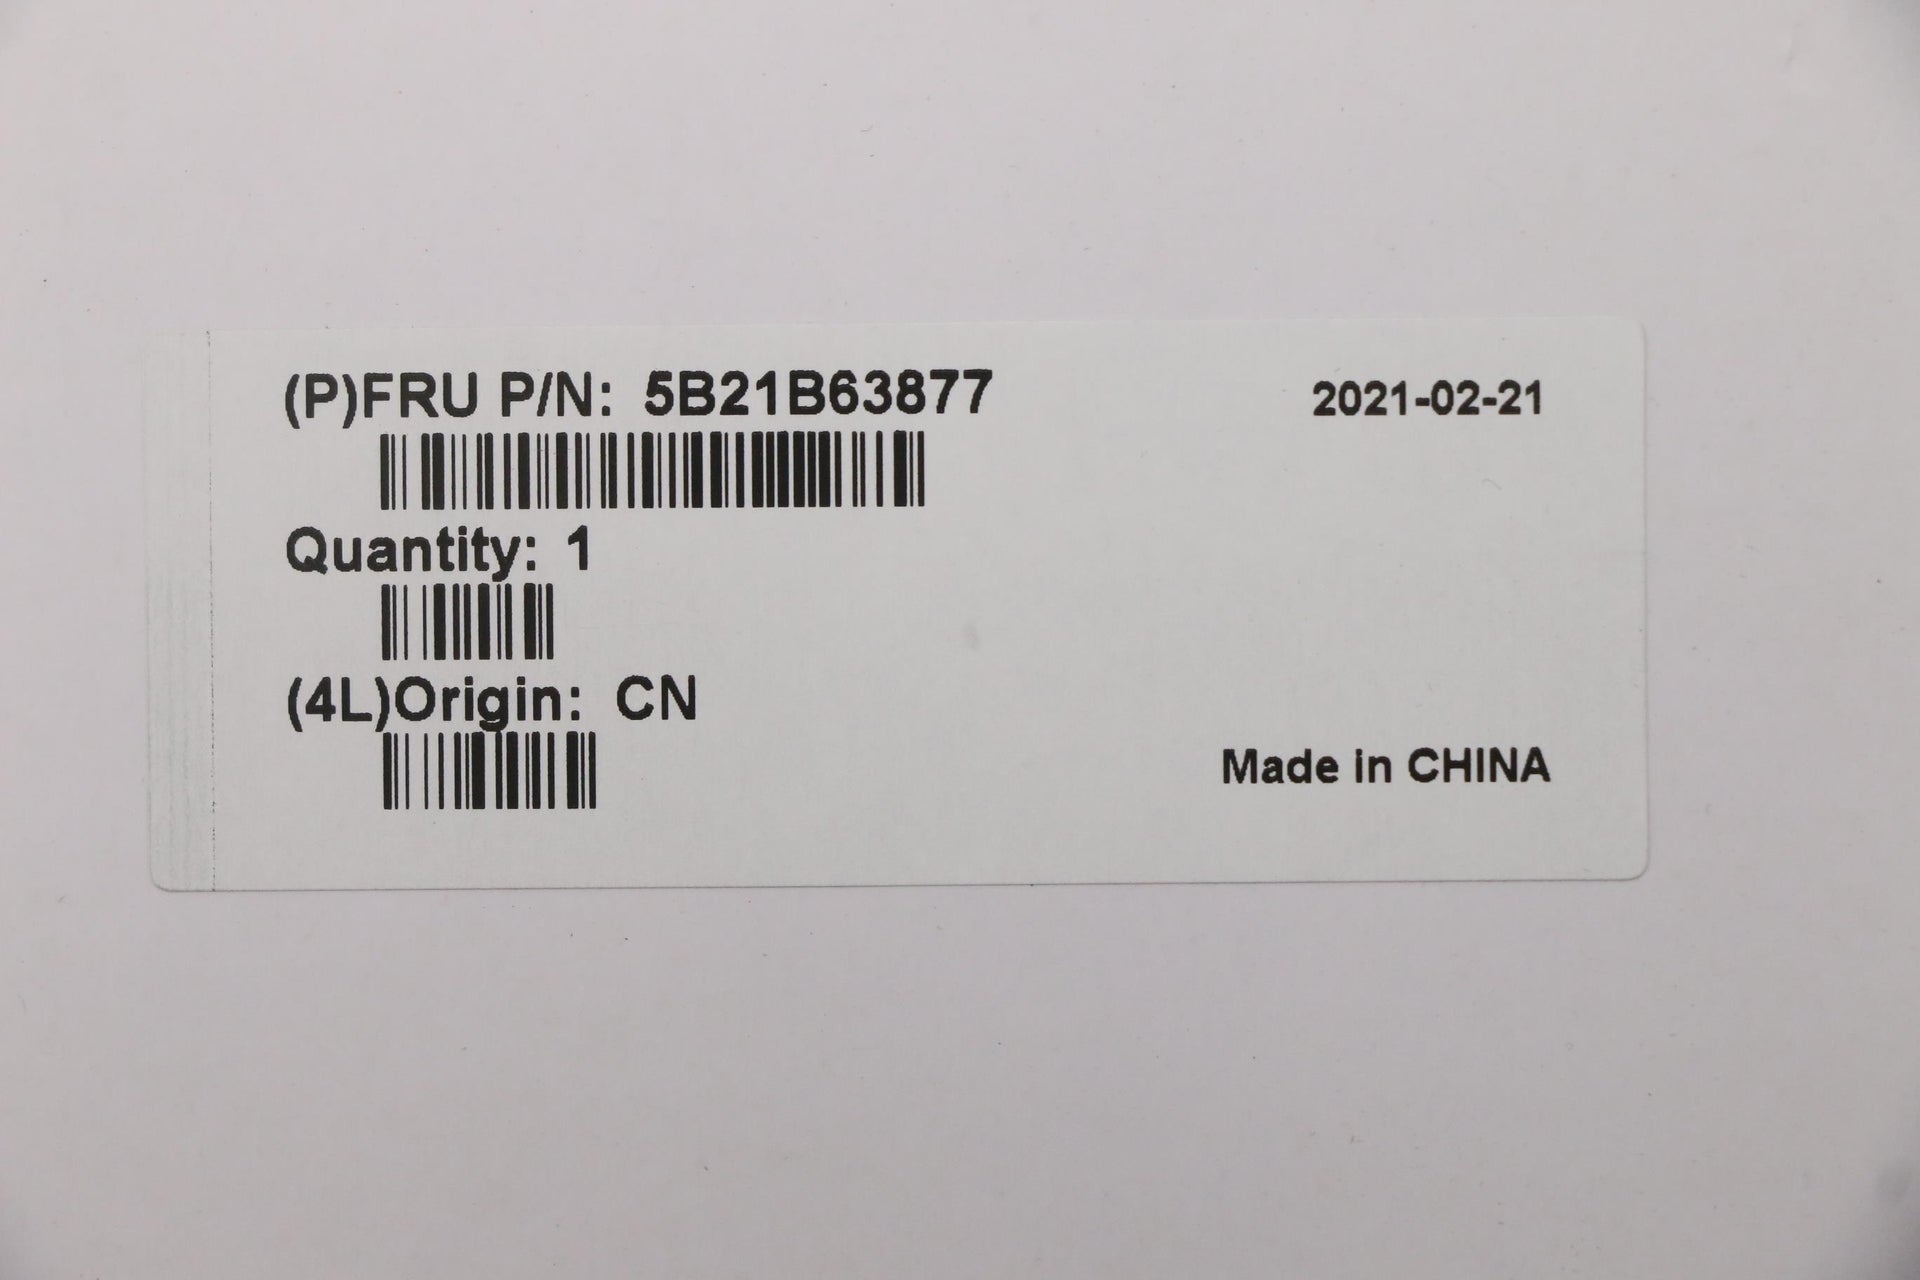 (P)FRU P/N: 5B21B63877
2021-02-21
Quantity: 1
(4L)Origin: CN
Made in CHINA